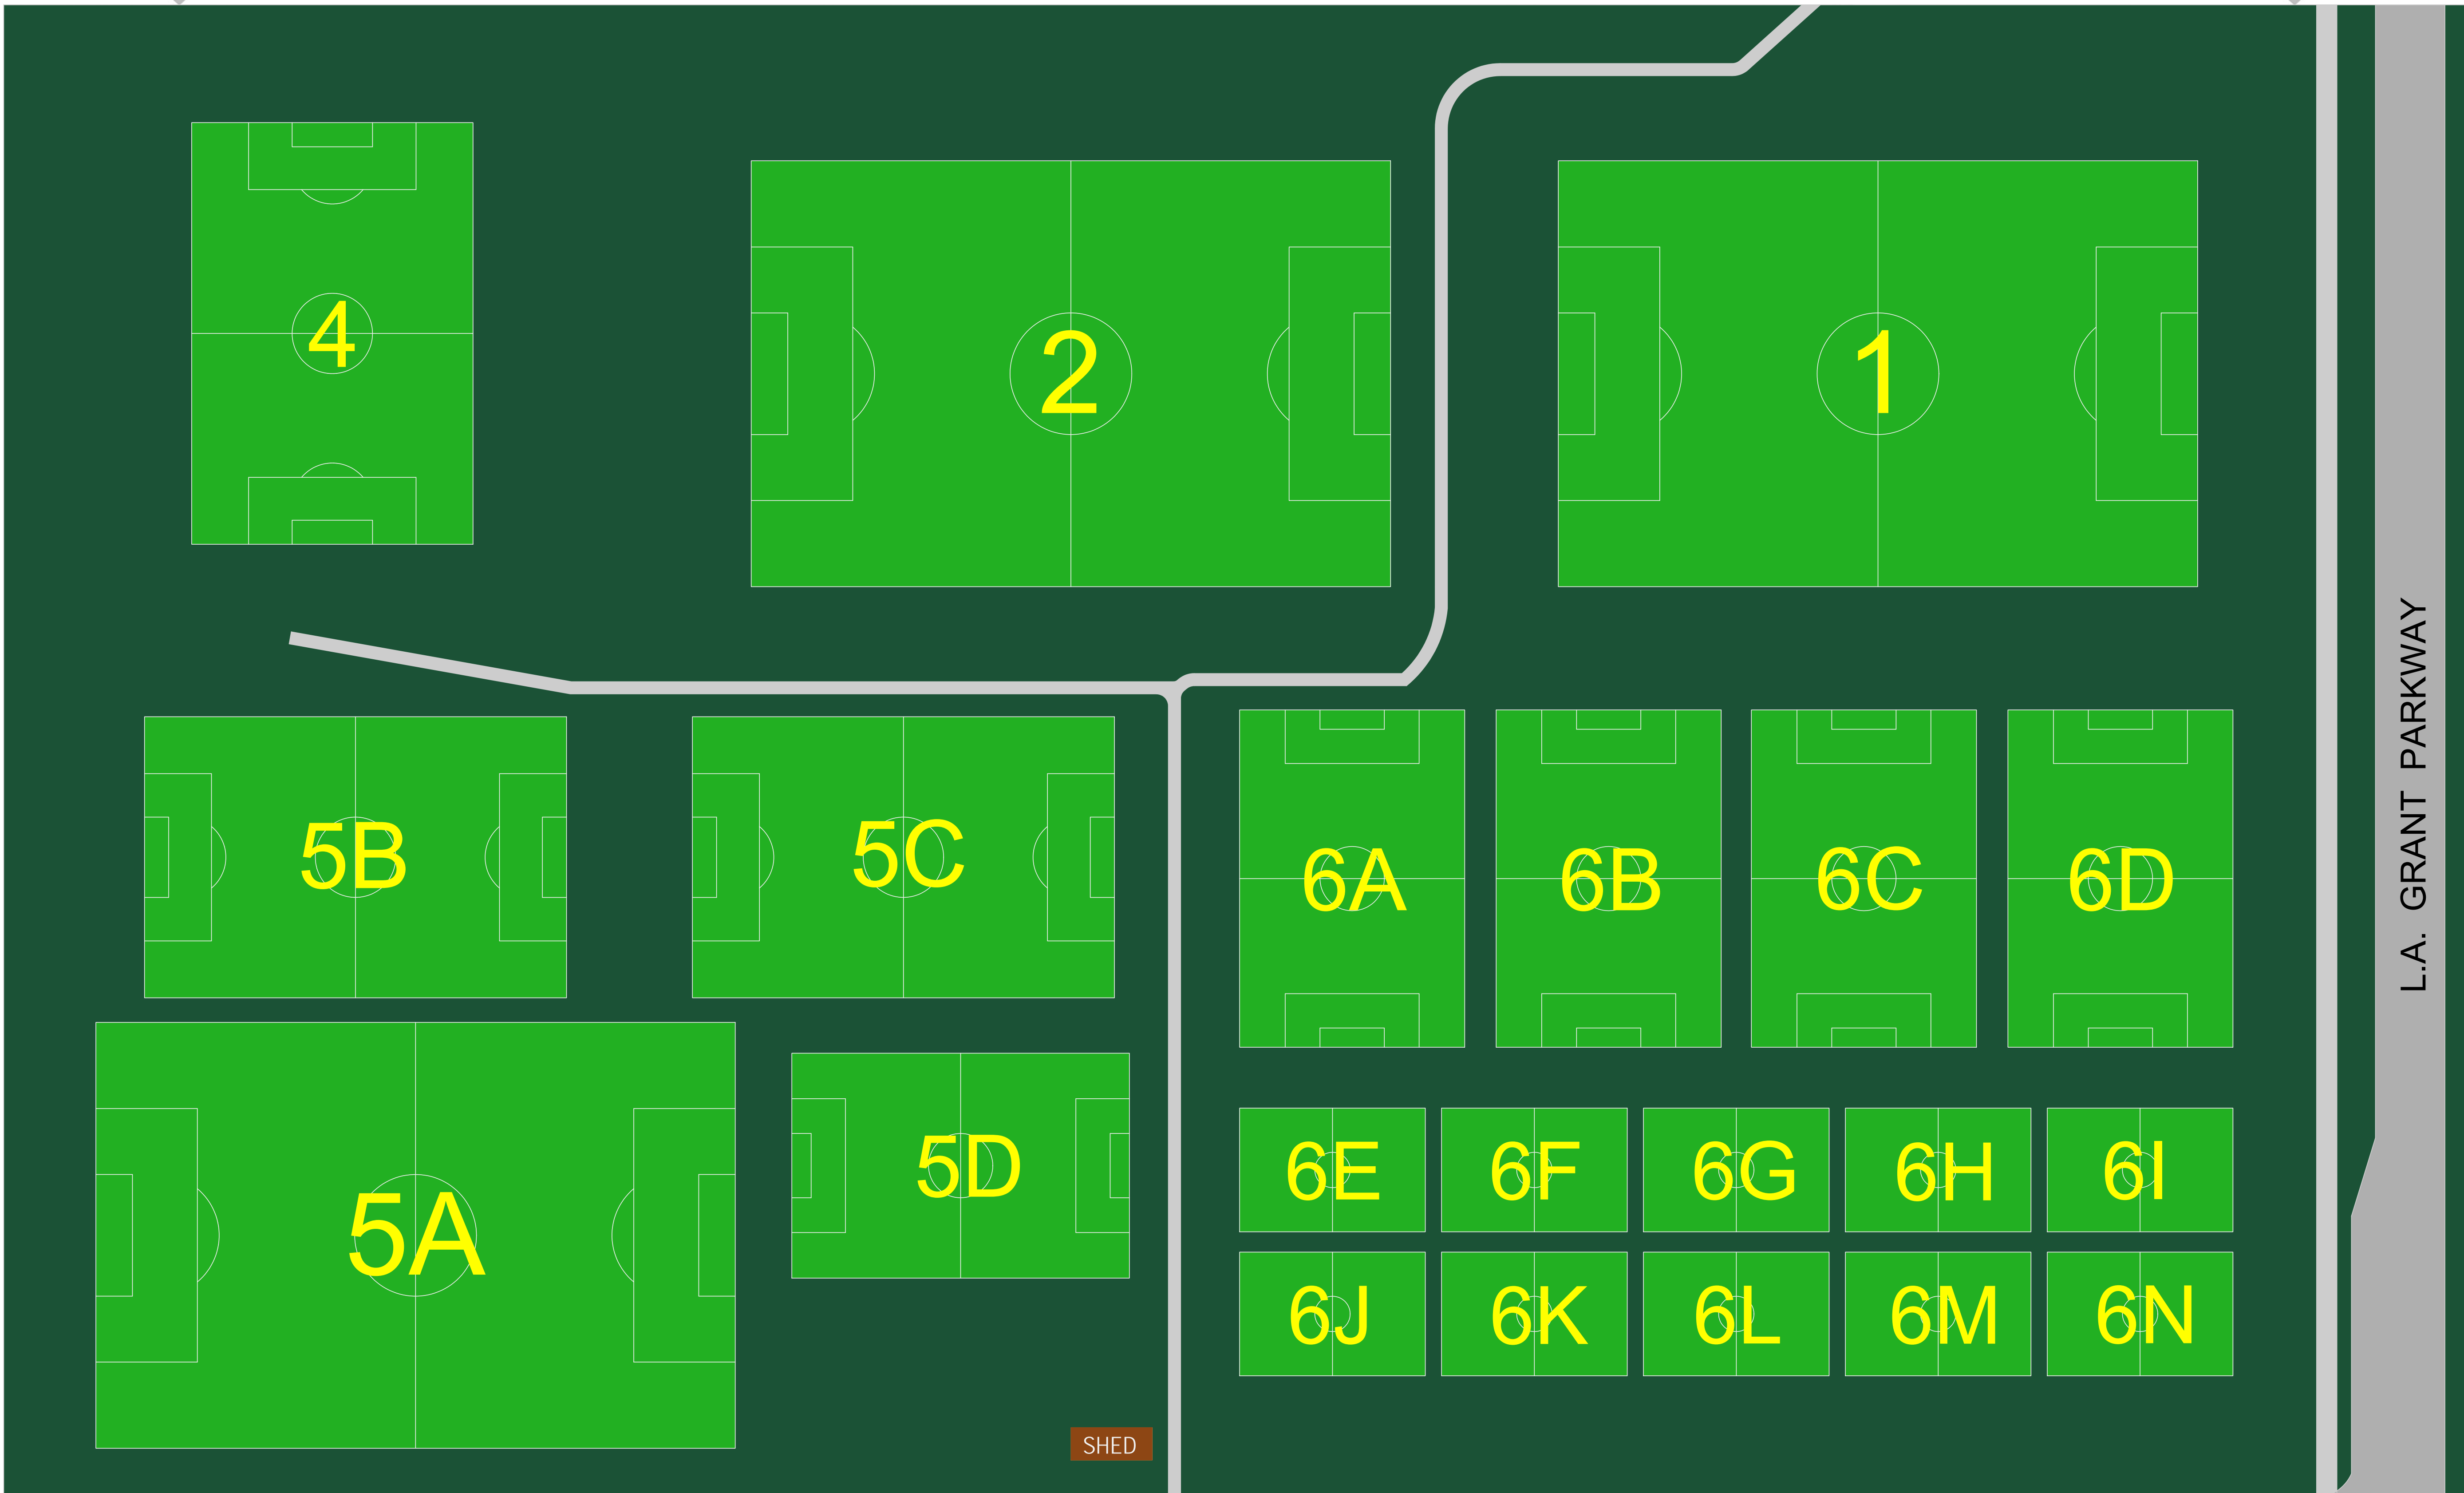 4
2
1
5B
5C
6A
6B
6C
6D
5A
5D
6E
6F
6G
6H
6I
6J
6K
6L
6M
6N
SHED
L.A. GRANT PARKWAY